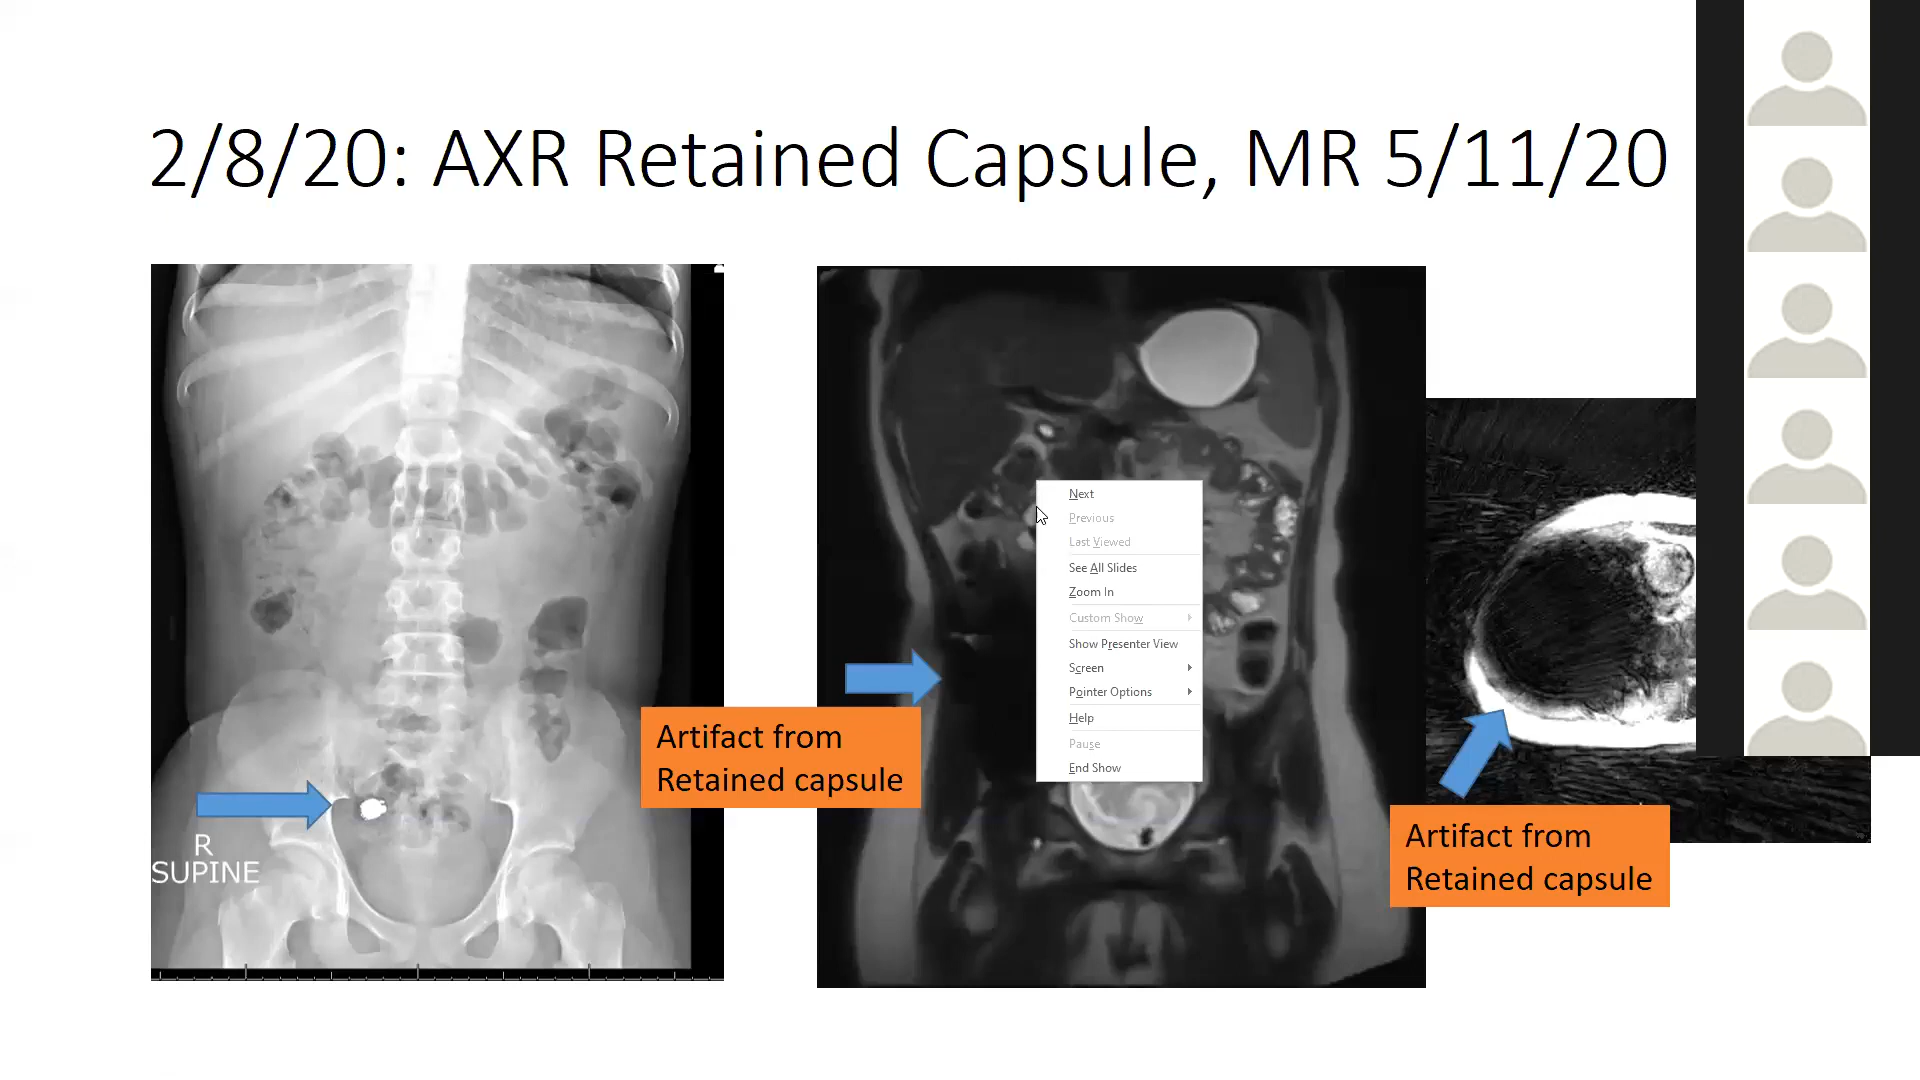 2/8/20: AXR Retained Capsule, MR 5/11/20
R
SUPINE
Artifact from
Retained capsule
Next
Previous
Last Viewed
See All Slides
Zoom In
Custom Show
Show Presenter View
Screen
Pointer Options
Help
Pause
End Show
Artifact from
Retained capsule